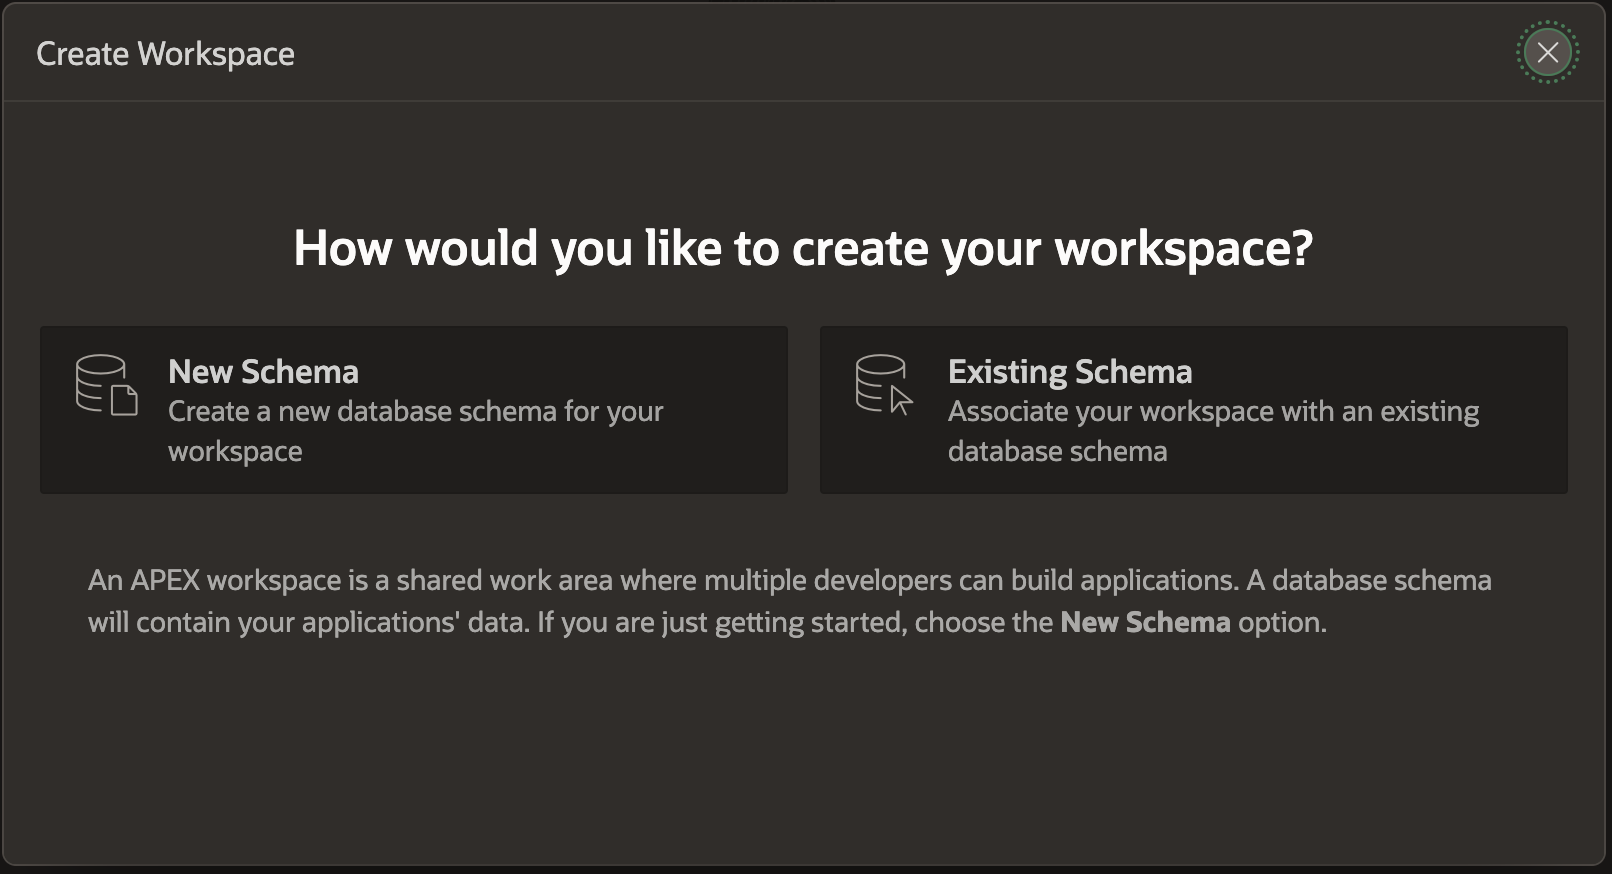 Create Workspace
How would you like to create your workspace?
New Schema
Create a new database schema for your
workspace
Existing Schema
Associate your workspace with an existing
database schema
An APEX workspace is a shared work area where multiple developers can build applications. A database schema
will contain your applications' data. If you are just getting started, choose the New Schema option.